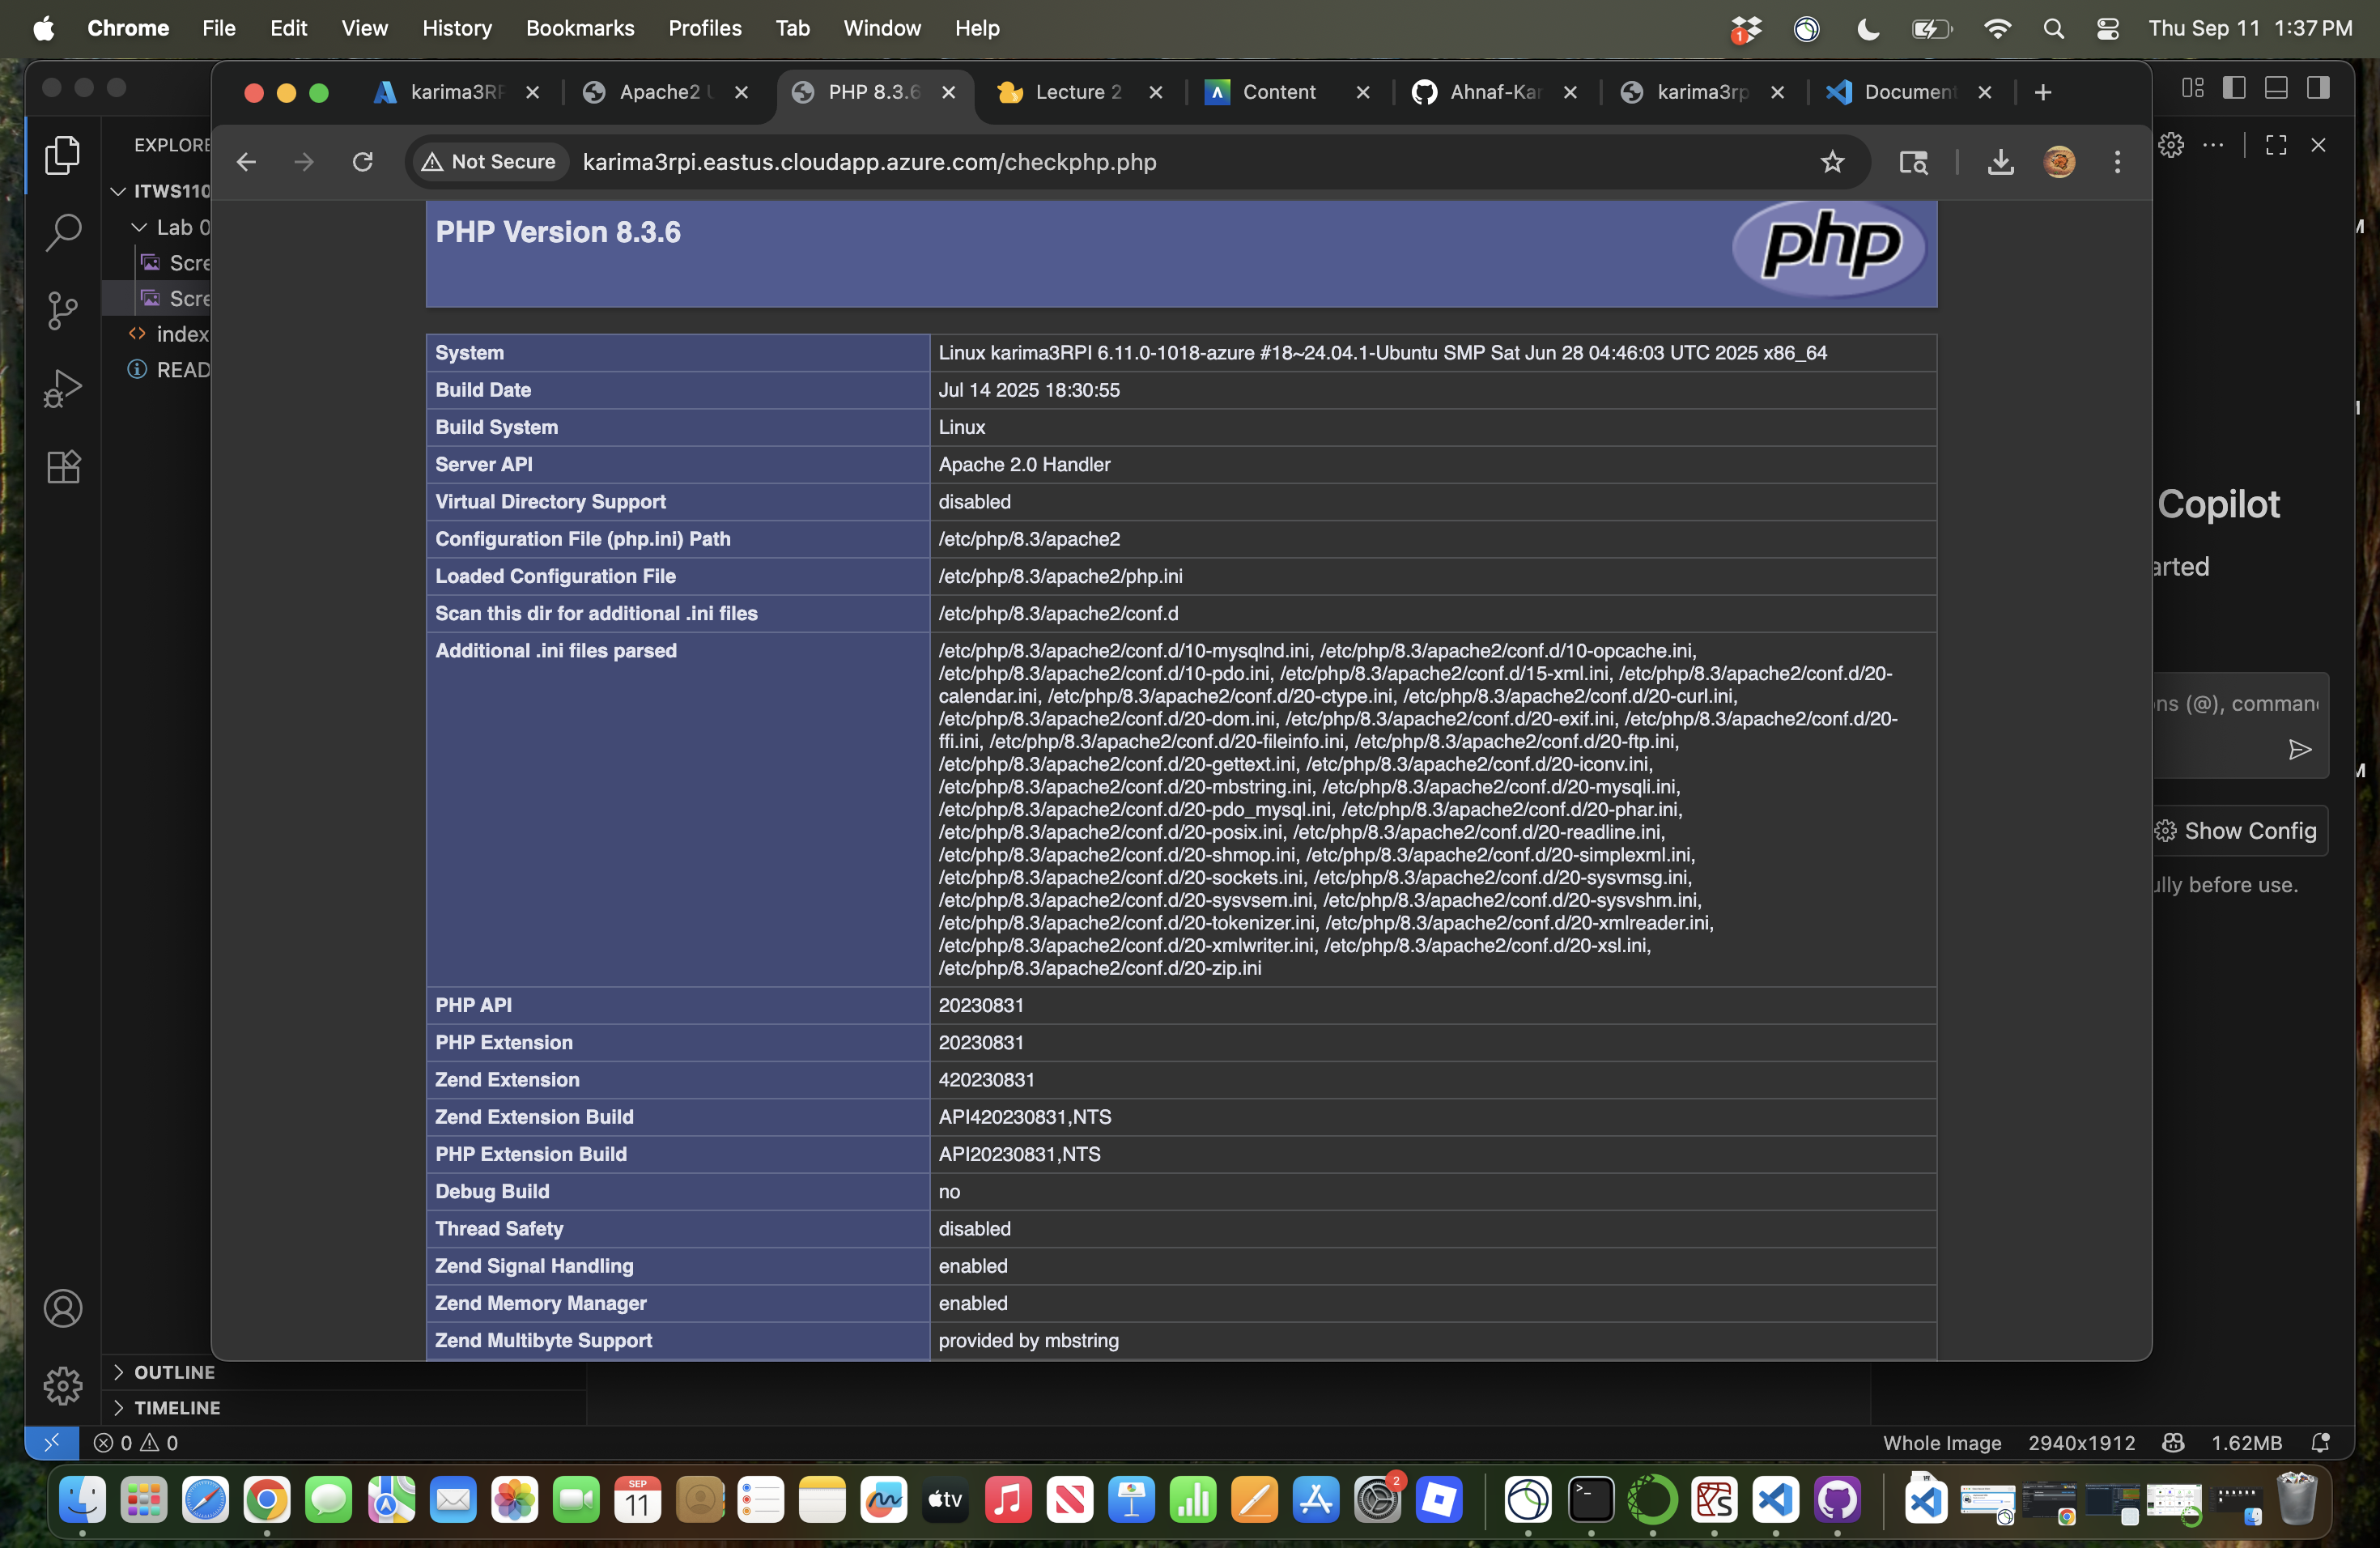 Chrome File Edit View History Bookmarks Profiles Tab Window Help
1
Thu Sep 11 1:37 PM
karima3RP
Apache2 U
PHP 8.3.6
Lecture 2
Content
Ahnaf-Kar
karima3rp
Document
Not Secure karima3rpi.eastus.cloudapp.azure.com/checkphp.php
EXPLORE
ITWS110
Lab 0
Scre
Scre
index
READ
PHP Version 8.3.6
php
System Linux karima3RPI 6.11.0-1018-azure #18~24.04.1-Ubuntu SMP Sat Jun 28 04:46:03 UTC 2025 x86_64
Build Date Jul 14 2025 18:30:55
Build System Linux
Server API Apache 2.0 Handler
Virtual Directory Support disabled
Configuration File (php.ini) Path /etc/php/8.3/apache2
Loaded Configuration File /etc/php/8.3/apache2/php.ini
Scan this dir for additional .ini files /etc/php/8.3/apache2/conf.d
Additional .ini files parsed /etc/php/8.3/apache2/conf.d/10-mysqlnd.ini, /etc/php/8.3/apache2/conf.d/10-opcache.ini,
/etc/php/8.3/apache2/conf.d/10-pdo.ini, /etc/php/8.3/apache2/conf.d/15-xml.ini, /etc/php/8.3/apache2/conf.d/20-
calendar.ini, /etc/php/8.3/apache2/conf.d/20-ctype.ini, /etc/php/8.3/apache2/conf.d/20-curl.ini,
/etc/php/8.3/apache2/conf.d/20-dom.ini, /etc/php/8.3/apache2/conf.d/20-exif.ini, /etc/php/8.3/apache2/conf.d/20-
ffi.ini, /etc/php/8.3/apache2/conf.d/20-fileinfo.ini, /etc/php/8.3/apache2/conf.d/20-ftp.ini,
/etc/php/8.3/apache2/conf.d/20-gettext.ini, /etc/php/8.3/apache2/conf.d/20-iconv.ini,
/etc/php/8.3/apache2/conf.d/20-mbstring.ini, /etc/php/8.3/apache2/conf.d/20-mysqli.ini,
/etc/php/8.3/apache2/conf.d/20-pdo_mysql.ini, /etc/php/8.3/apache2/conf.d/20-phar.ini,
/etc/php/8.3/apache2/conf.d/20-posix.ini, /etc/php/8.3/apache2/conf.d/20-readline.ini,
/etc/php/8.3/apache2/conf.d/20-shmop.ini, /etc/php/8.3/apache2/conf.d/20-simplexml.ini,
/etc/php/8.3/apache2/conf.d/20-sockets.ini, /etc/php/8.3/apache2/conf.d/20-sysvmsg.ini,
/etc/php/8.3/apache2/conf.d/20-sysvsem.ini, /etc/php/8.3/apache2/conf.d/20-sysvshm.ini,
/etc/php/8.3/apache2/conf.d/20-tokenizer.ini, /etc/php/8.3/apache2/conf.d/20-xmlreader.ini,
/etc/php/8.3/apache2/conf.d/20-xmlwriter.ini, /etc/php/8.3/apache2/conf.d/20-xsl.ini,
/etc/php/8.3/apache2/conf.d/20-zip.ini
PHP API 20230831
PHP Extension 20230831
Zend Extension 420230831
Zend Extension Build API420230831,NTS
PHP Extension Build API20230831,NTS
Debug Build no
Thread Safety disabled
Zend Signal Handling enabled
Zend Memory Manager enabled
Zend Multibyte Support provided by mbstring
Copilot
arted
ns (@), comman
Show Config
ully before use.
OUTLINE
TIMELINE
0 0
Whole Image 2940x1912 1.62MB
SEP
11
tv
2